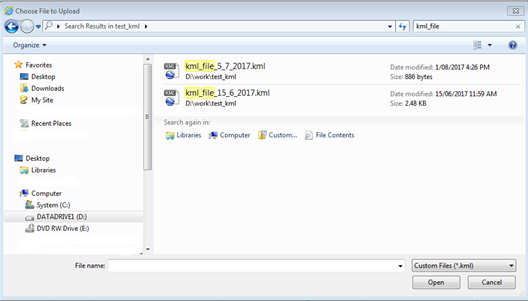 Choose File to Upload
Search Results in test_kml
kml_file
Organize
Favorites
Desktop
Downloads
My Site
Recent Places
Desktop
Libraries
Computer
System (C:)
DATADRIVE1 (D:)
DVD RW Drive (E:)
KML
kml_file_5_7_2017.kml
D:\work\test_kml
Date modified: 1/08/2017 4:26 PM
Size: 886 bytes
KML
kml_file_15_6_2017.kml
D:\work\test_kml
Date modified: 15/06/2017 11:59 AM
Size: 2.48 KB
Search again in:
Libraries Computer Custom... File Contents
File name: Custom Files (*.kml)
Open Cancel